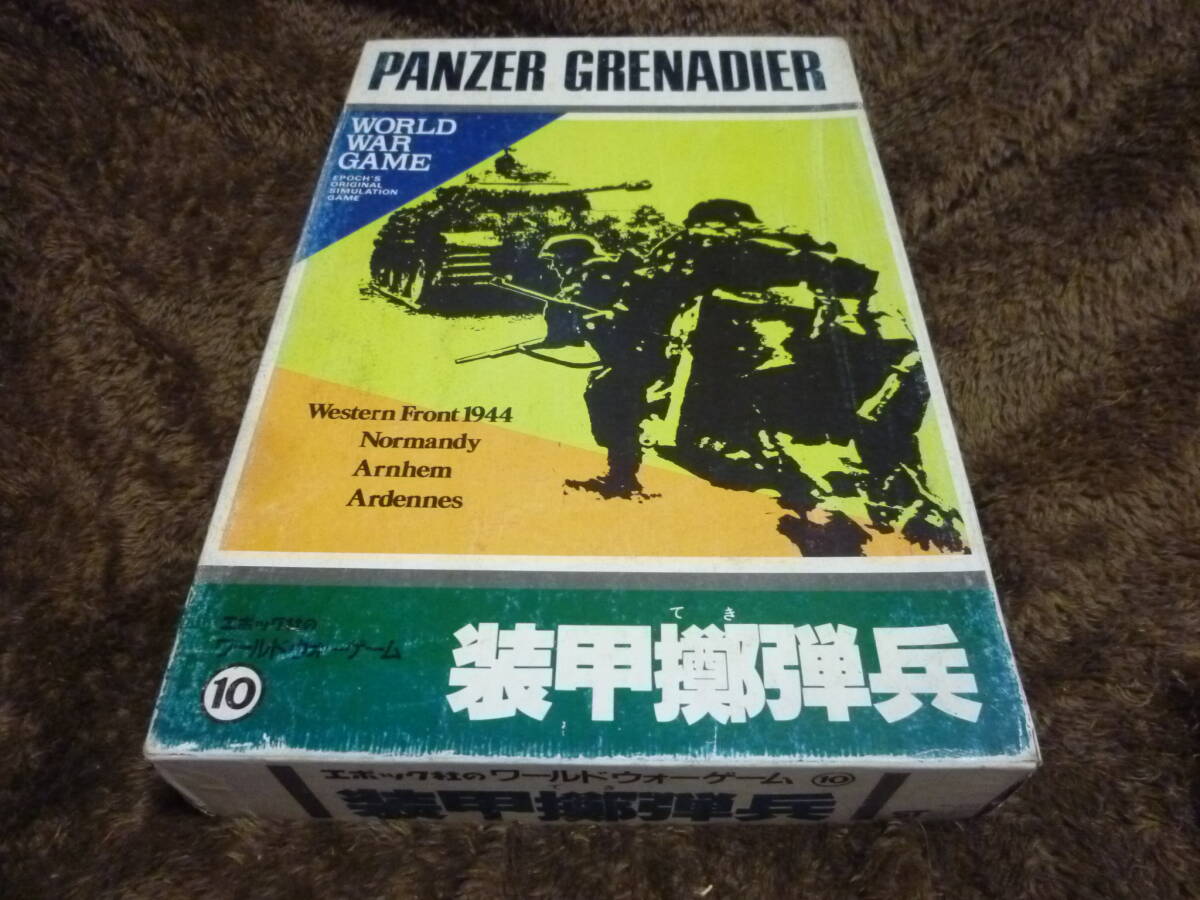 PANZER GRENADIER
WORLD
WAR
GAME
EPOCH'S
ORIGINAL
SIMULATION
GAME
Western Front 1944
Normandy
Arnhem
Ardennes
エポック社の
ワールド・ウォー・ゲーム
10
てき
装甲擲弾兵
エポック社のワールド・ウォー・ゲーム 10
てき
装甲擲弾兵